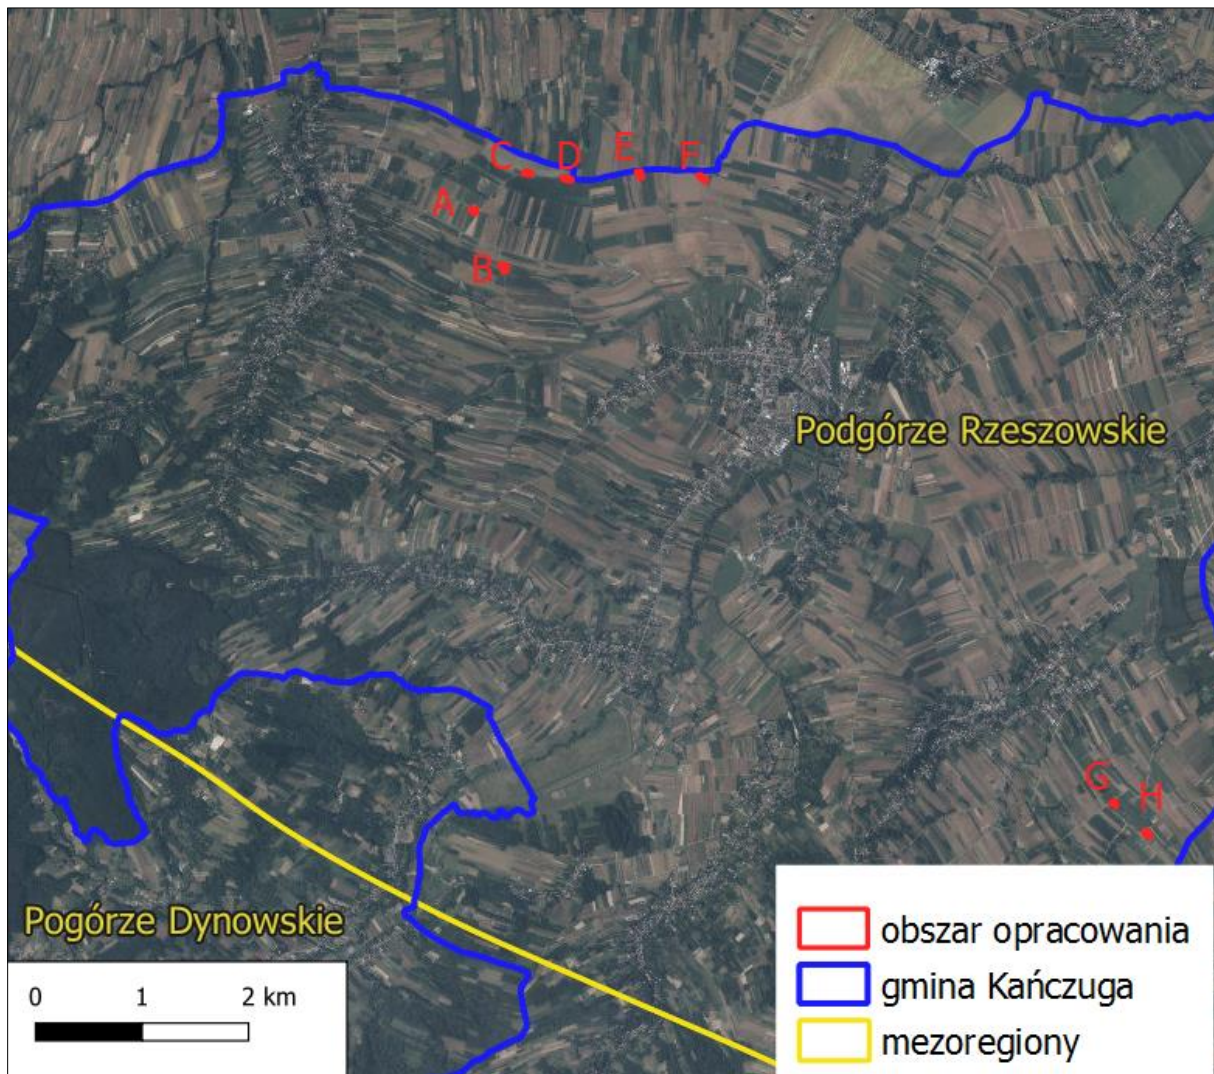 C D E F
A
B
Podgórze Rzeszowskie
G H
Pogórze Dynowskie
obszar opracowania
gmina Kańczuga
mezoregiony
0 1 2 km